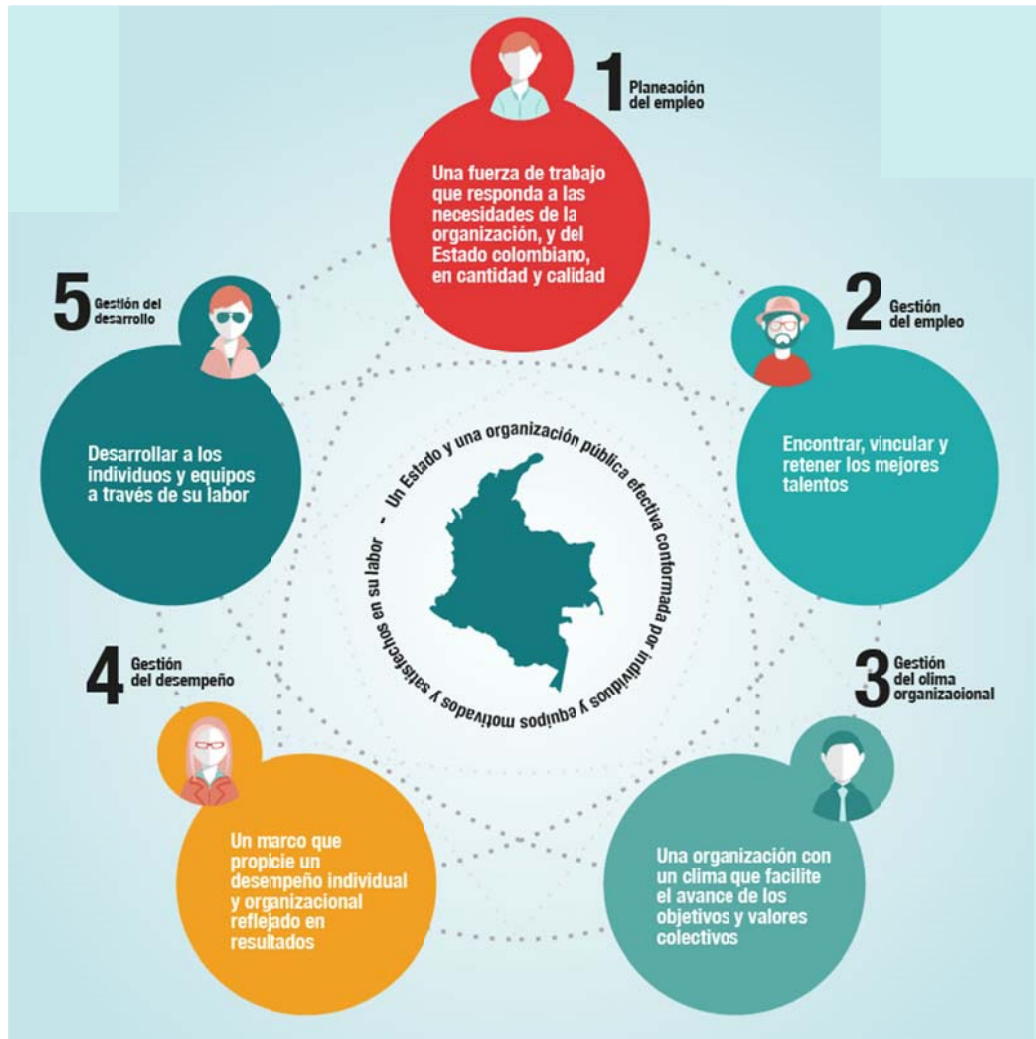 1
Planeación
del empleo
Una fuerza de trabajo
que responda a las
necesidades de la
organización, y del
Estado colombiano,
en cantidad y calidad
2
Gestión
del empleo
Encontrar, vincular y
retener los mejores
talentos
3
Gestión
del clima
organizacional
Una organización con
un clima que facilite
el avance de los
objetivos y valores
colectivos
4
Gestión
del desempeño
Un marco que
propicie un
desempeño individual
y organizacional
reflejado en
resultados
5
Gestión del
desarrollo
Desarrollar a los
individuos y equipos
a través de su labor
- Un Estado y una organización pública efectiva conformada por individuos y equipos motivados y satisfechos en su labor